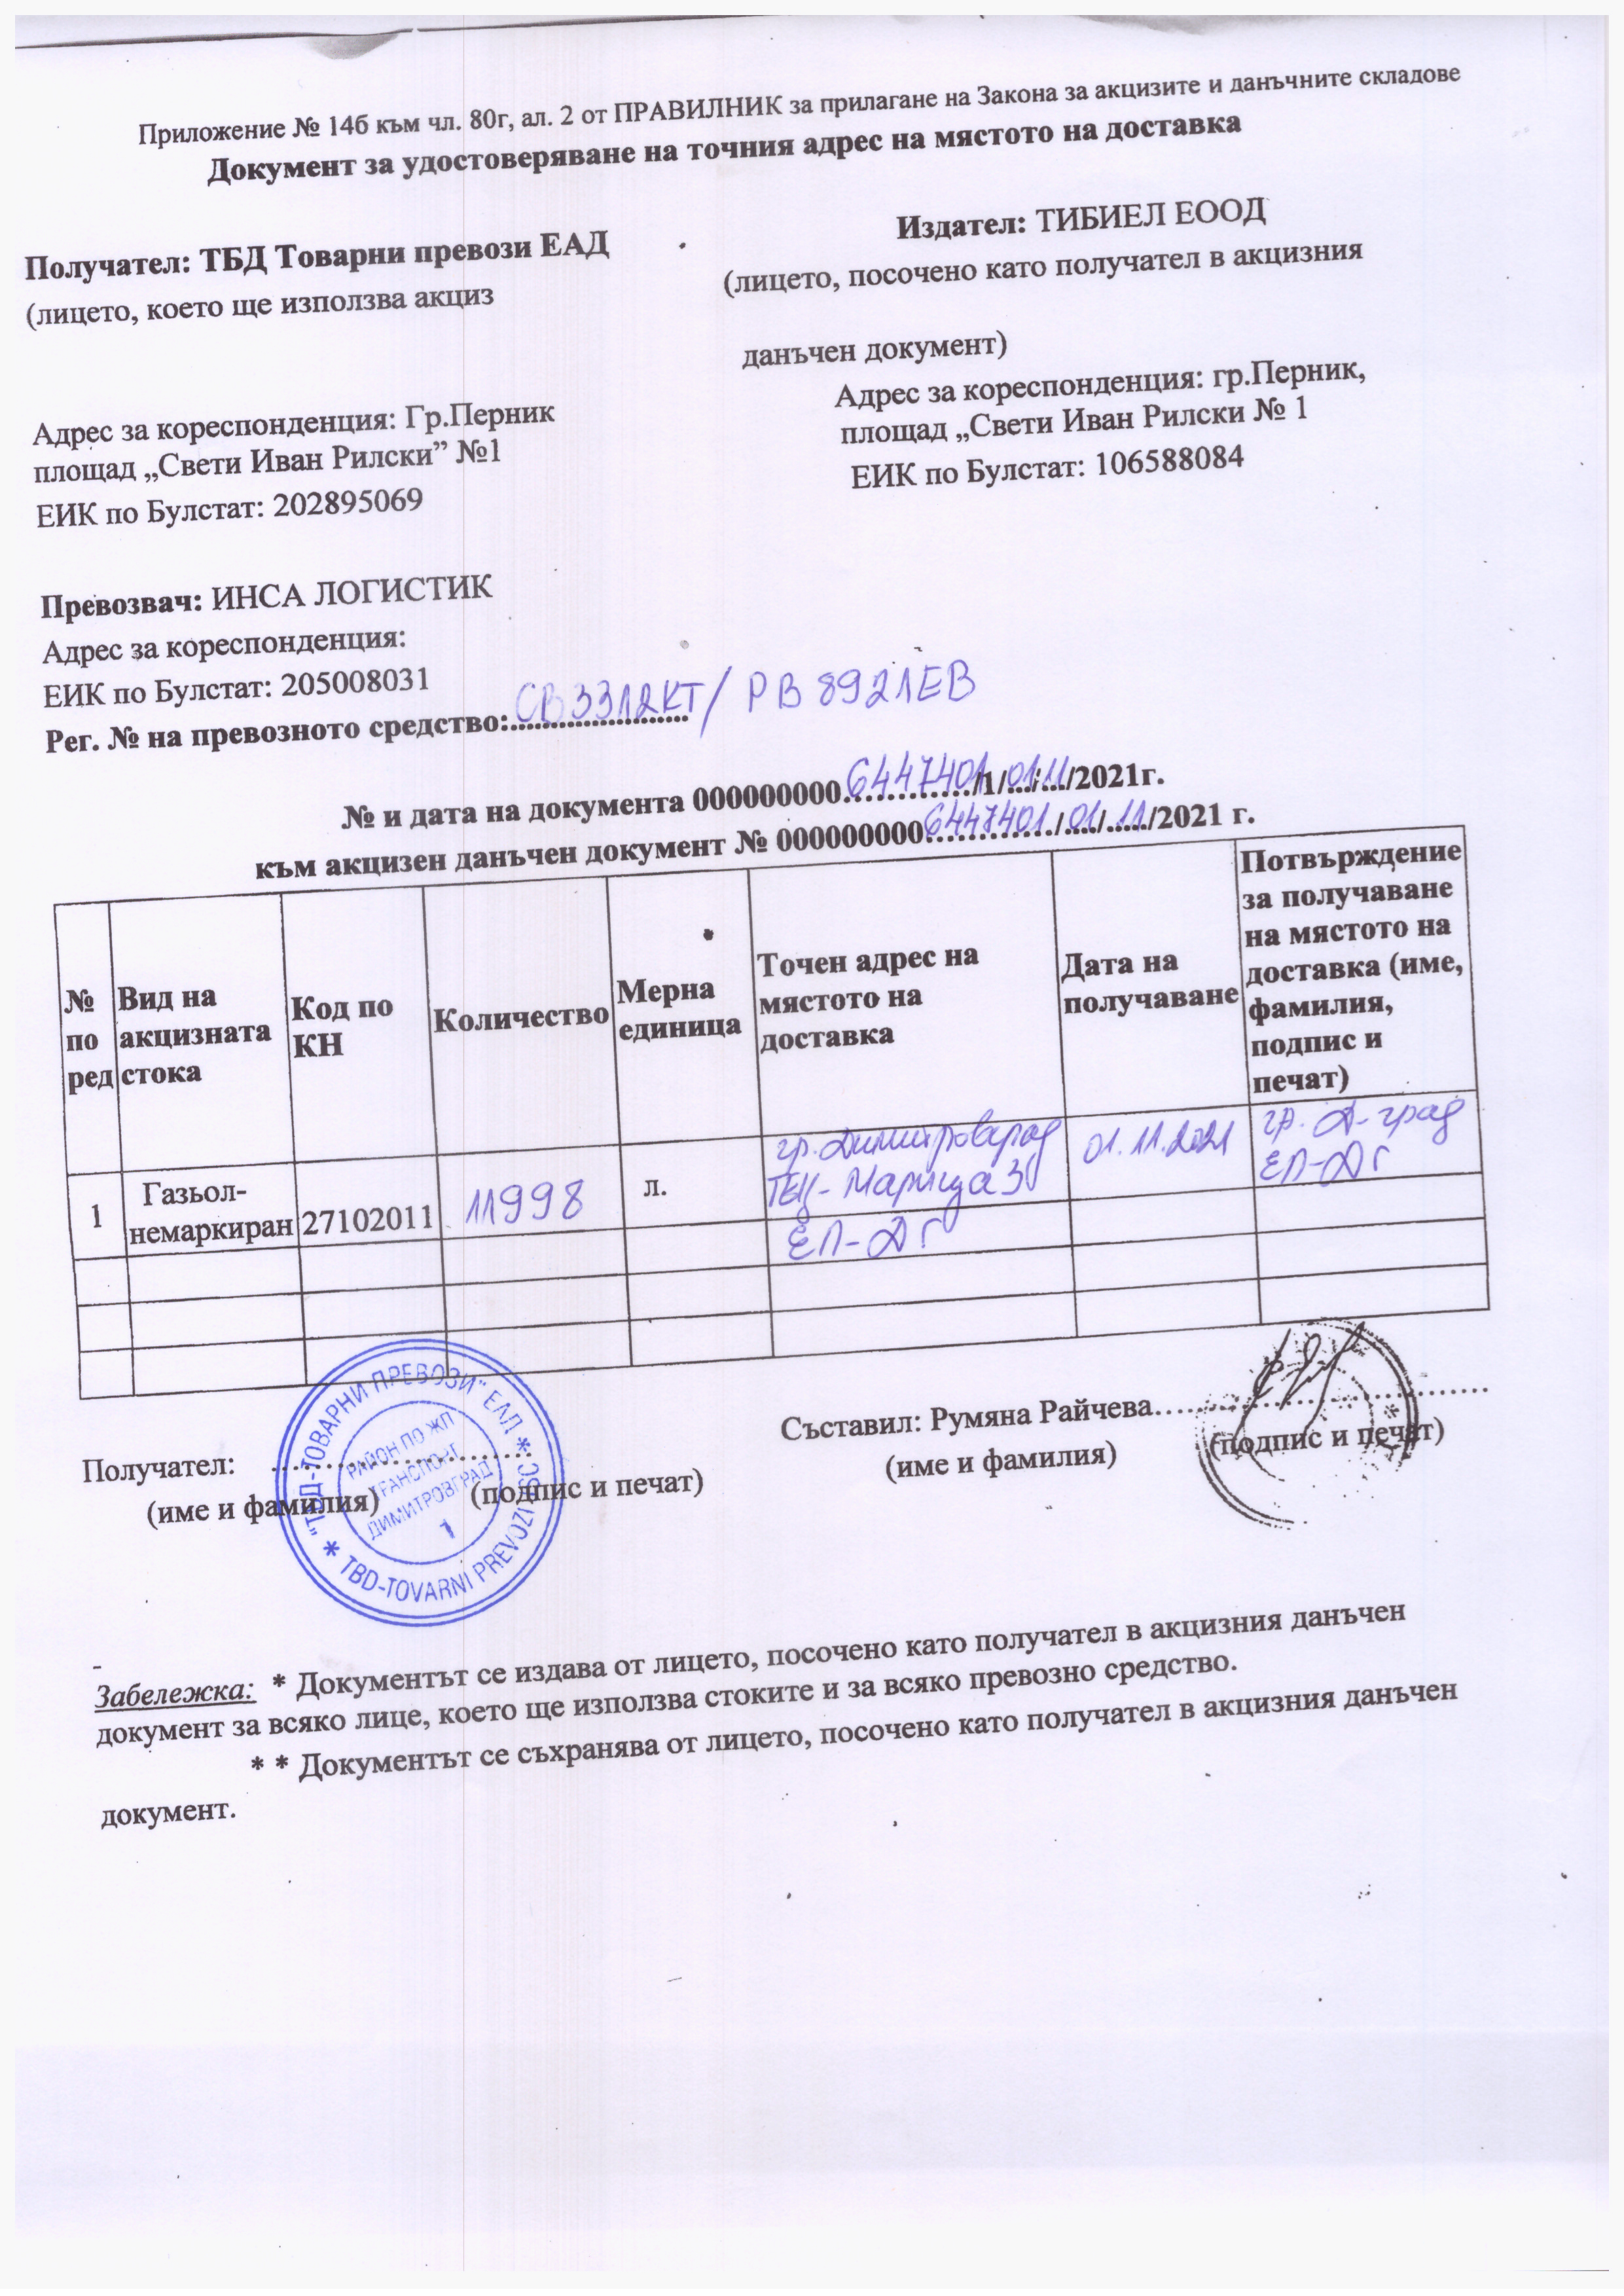 Приложение № 14б към чл. 80г, ал. 2 от ПРАВИЛНИК за прилагане на Закона за акцизите и данъчните складове
Документ за удостоверяване на точния адрес на мястото на доставка
Получател: ТБД Товарни превози ЕАД
(лицето, което ще използва акциз
Адрес за кореспонденция: Гр.Перник
площад „Свети Иван Рилски” №1
ЕИК по Булстат: 202895069
Издател: ТИБИЕЛ ЕООД
(лицето, посочено като получател в акцизния
данъчен документ)
Адрес за кореспонденция: гр.Перник,
площад „Свети Иван Рилски № 1
ЕИК по Булстат: 106588084
Превозвач: ИНСА ЛОГИСТИК
Адрес за кореспонденция:
ЕИК по Булстат: 205008031
Рег. № на превозното средство: СВ3312КТ/ РВ8921ЕВ
№ и дата на документа 000000000 6447401/1/01/11/2021г.
към акцизен данъчен документ № 000000000 6447401/01/11/2021 г.
№ по ред
Вид на акцизната стока
Код по КН
Количество
Мерна единица
Точен адрес на мястото на доставка
Дата на получаване
Потвърждение за получаване на мястото на доставка (име, фамилия, подпис и печат)
1
Газьол-немаркиран
27102011
11998
л.
гр.Димитровград
ТЕЦ-Марица 3
ЕП-ДГ
01.11.2021
гр. Д-град
ЕП-ДГ
Получател: ........................
(име и фамилия) (подпис и печат)
"ТБД-ТОВАРНИ ПРЕВОЗИ" ЕАД * TBD-TOVARNI PREVOZI JSC *
РАЙОН ПО ЖП
ТРАНСПОРТ
ДИМИТРОВГРАД
1
Съставил: Румяна Райчева……………………………
(име и фамилия) (подпис и печат)
Забележка: * Документът се издава от лицето, посочено като получател в акцизния данъчен
документ за всяко лице, което ще използва стоките и за всяко превозно средство.
* * Документът се съхранява от лицето, посочено като получател в акцизния данъчен
документ.